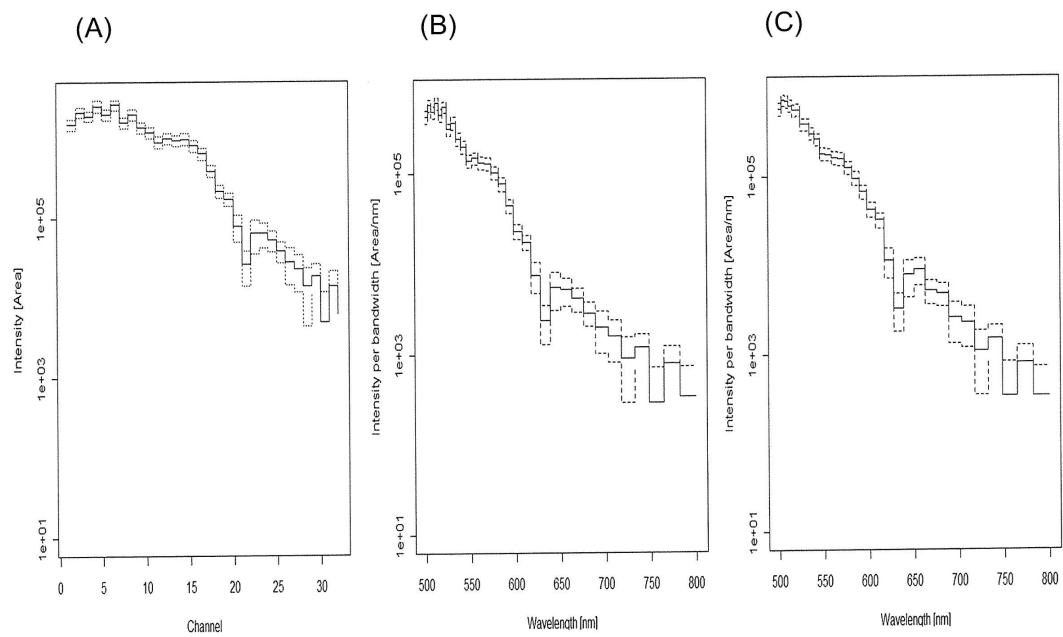 (A)
(B)
(C)
Intensity [Area]
1e+01
1e+03
1e+05
0 5 10 15 20 25 30
Channel
Intensity per bandwidth [Area/nm]
1e+01
1e+03
1e+05
500 550 600 650 700 750 800
Wavelength [nm]
Intensity per bandwidth [Area/nm]
1e+01
1e+03
1e+05
500 550 600 650 700 750 800
Wavelength [nm]